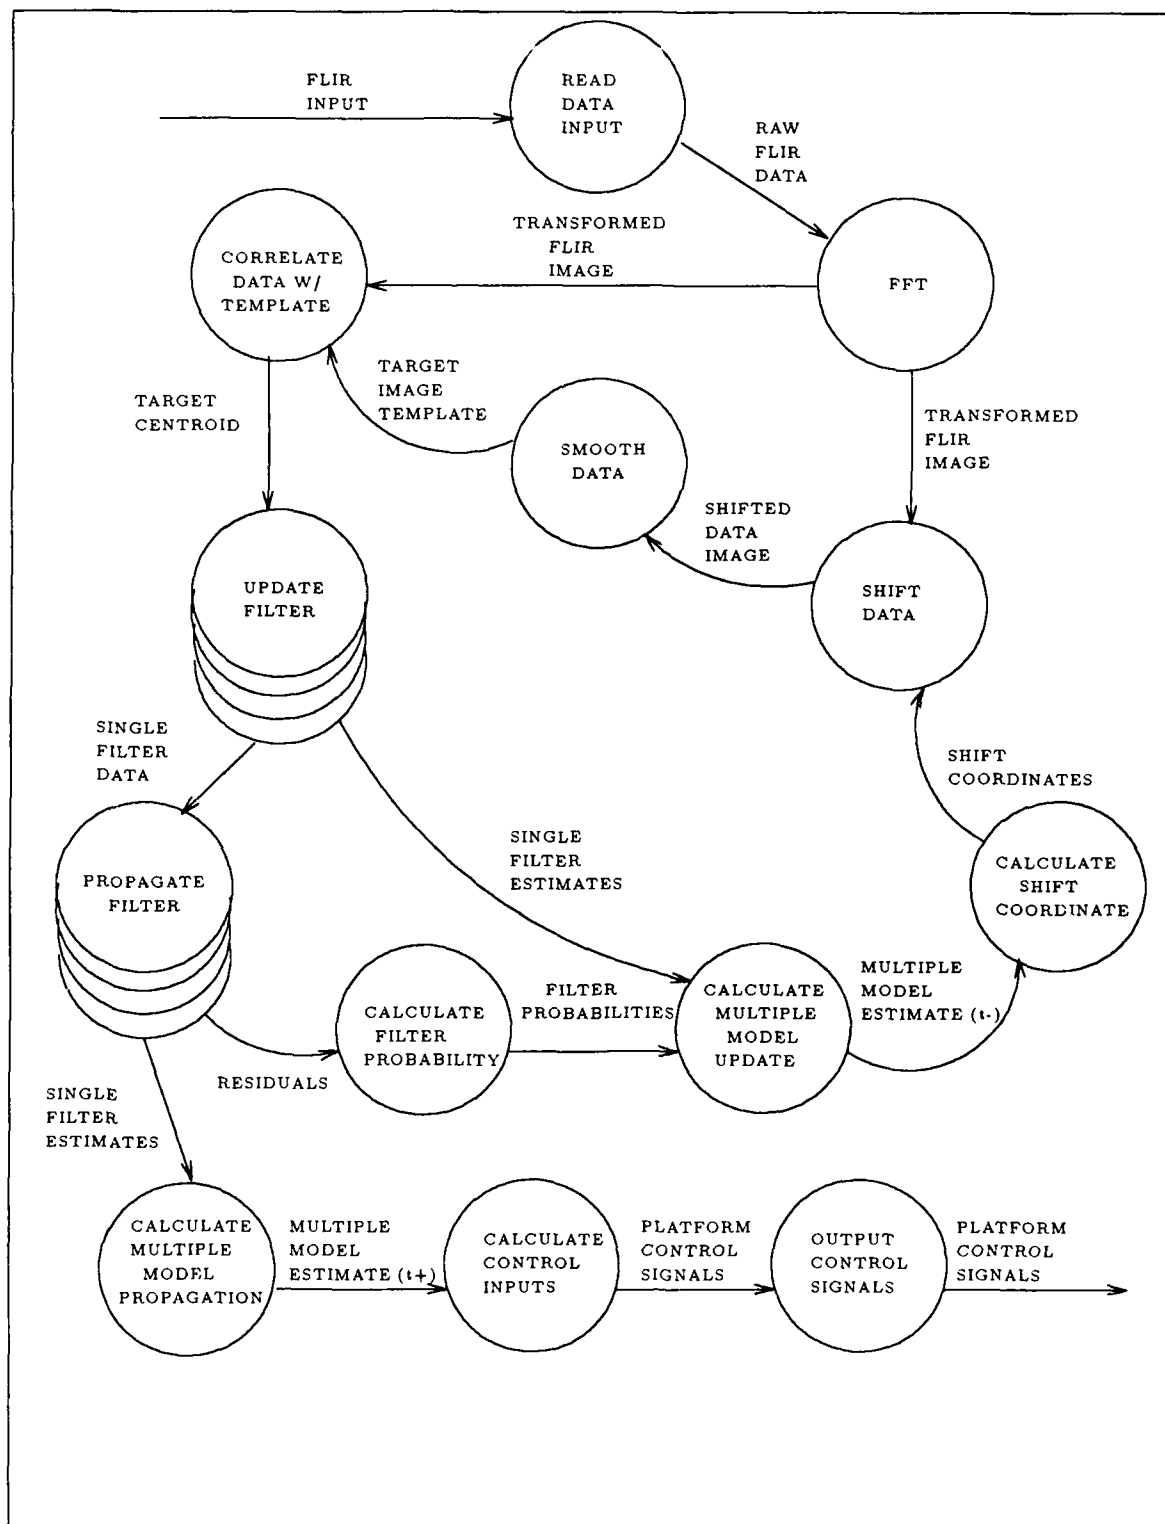 FLIR
INPUT
READ
DATA
INPUT
RAW
FLIR
DATA
TRANSFORMED
FLIR
IMAGE
CORRELATE
DATA W/
TEMPLATE
FFT
TARGET
IMAGE
TEMPLATE
TARGET
CENTROID
SMOOTH
DATA
TRANSFORMED
FLIR
IMAGE
SHIFTED
DATA
IMAGE
UPDATE
FILTER
SHIFT
DATA
SINGLE
FILTER
DATA
SHIFT
COORDINATES
SINGLE
FILTER
ESTIMATES
PROPAGATE
FILTER
CALCULATE
SHIFT
COORDINATE
CALCULATE
FILTER
PROBABILITY
FILTER
PROBABILITIES
CALCULATE
MULTIPLE
MODEL
UPDATE
MULTIPLE
MODEL
ESTIMATE (t-)
RESIDUALS
SINGLE
FILTER
ESTIMATES
CALCULATE
MULTIPLE
MODEL
PROPAGATION
MULTIPLE
MODEL
ESTIMATE (t+)
CALCULATE
CONTROL
INPUTS
PLATFORM
CONTROL
SIGNALS
OUTPUT
CONTROL
SIGNALS
PLATFORM
CONTROL
SIGNALS